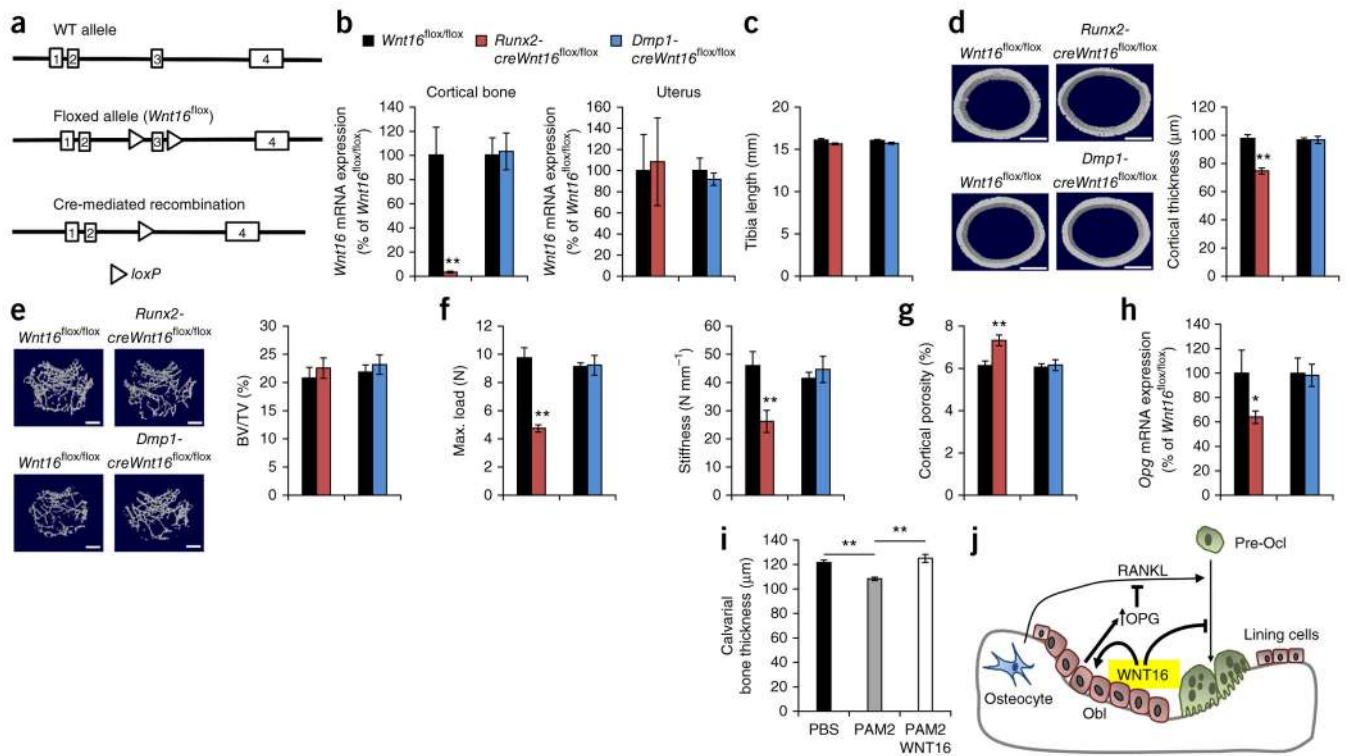 a
WT allele
1 2 3 4
Floxed allele (Wnt16flox)
1 2 3 4
Cre-mediated recombination
1 2 4
loxP
b
Wnt16flox/flox
Runx2-
creWnt16flox/flox
Dmp1-
creWnt16flox/flox
Cortical bone
Wnt16 mRNA expression
(% of Wnt16flox/flox)
120
100
80
60
40
20
0
**
Uterus
Wnt16 mRNA expression
(% of Wnt16flox/flox)
160
140
120
100
80
60
40
20
0
c
Tibia length (mm)
20
15
10
5
0
d
Wnt16flox/flox
Runx2-
creWnt16flox/flox
Wnt16flox/flox
Dmp1-
creWnt16flox/flox
Cortical thickness (μm)
120
100
80
60
40
20
0
**
e
Wnt16flox/flox
Runx2-
creWnt16flox/flox
Wnt16flox/flox
Dmp1-
creWnt16flox/flox
BV/TV (%)
30
25
20
15
10
5
0
f
Max. load (N)
12
10
8
6
4
2
0
**
Stiffness (N mm−1)
60
50
40
30
20
10
0
**
g
Cortical porosity (%)
8
6
4
2
0
**
h
Opg mRNA expression
(% of Wnt16flox/flox)
140
120
100
80
60
40
20
0
*
i
Calvarial
bone thickness (μm)
140
120
100
80
60
40
20
0
**
**
PBS
PAM2
PAM2
WNT16
j
Pre-Ocl
RANKL
↑OPG
Lining cells
WNT16
Osteocyte
Obl